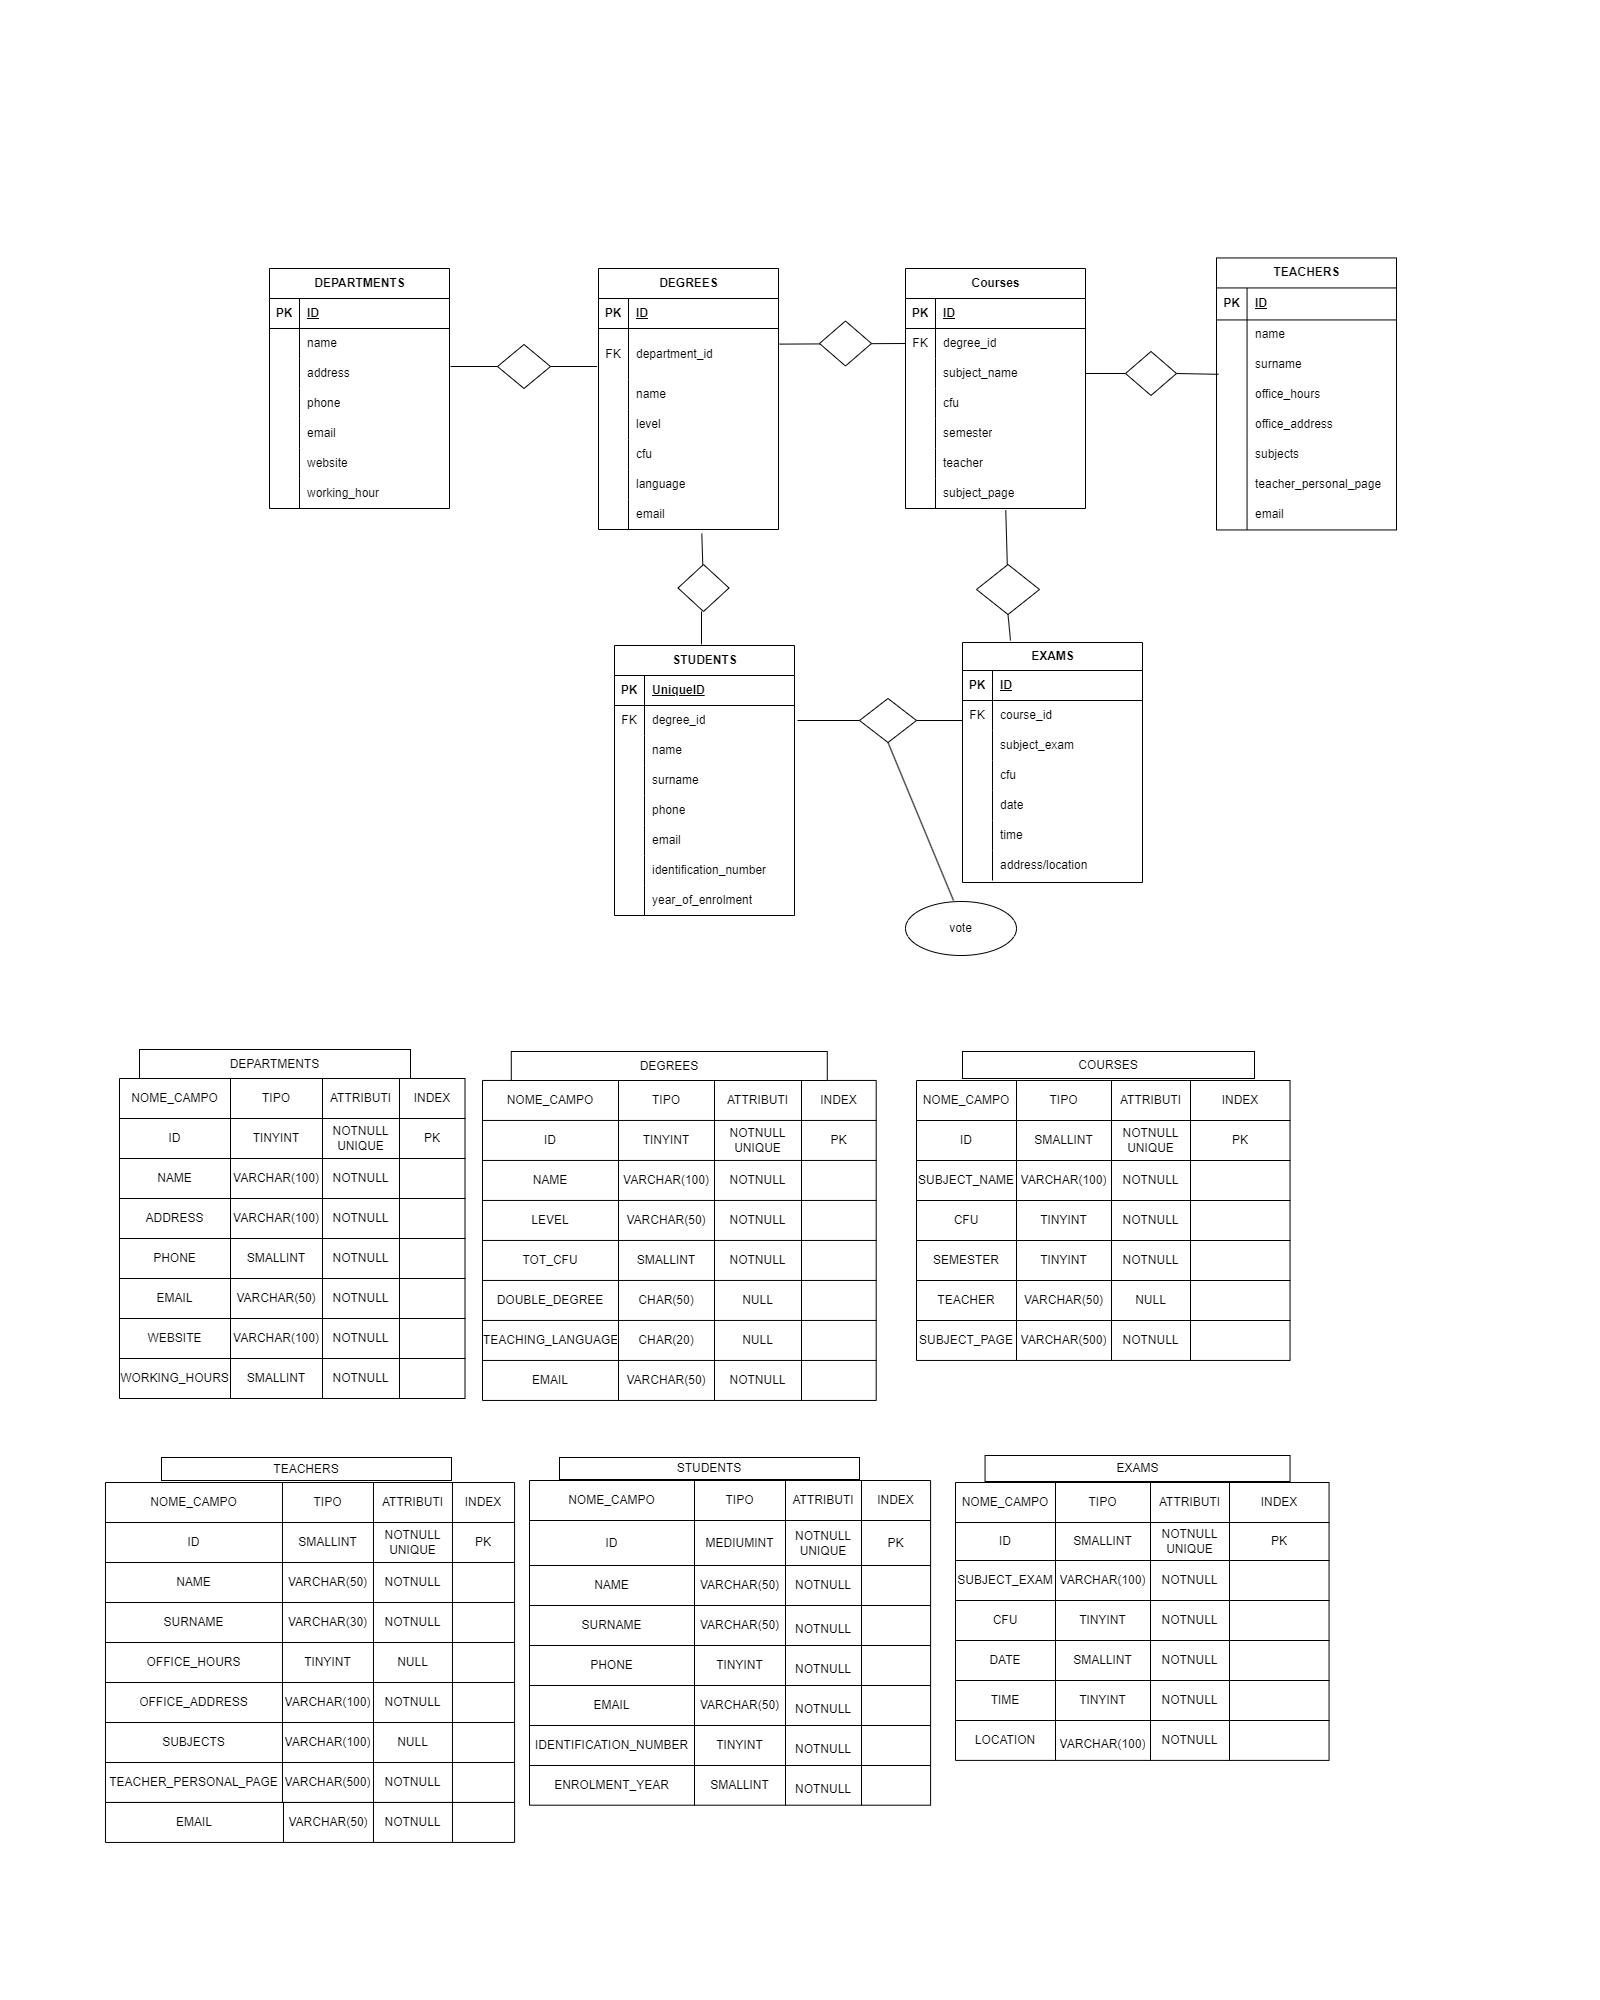 DEPARTMENTS
PK ID
name
address
phone
email
website
working_hour
DEGREES
PK ID
FK department_id
name
level
cfu
language
email
Courses
PK ID
FK degree_id
subject_name
cfu
semester
teacher
subject_page
TEACHERS
PK ID
name
surname
office_hours
office_address
subjects
teacher_personal_page
email
STUDENTS
PK UniqueID
FK degree_id
name
surname
phone
email
identification_number
year_of_enrolment
EXAMS
PK ID
FK course_id
subject_exam
cfu
date
time
address/location
vote
DEPARTMENTS
NOME_CAMPO TIPO ATTRIBUTI INDEX
ID TINYINT NOTNULL UNIQUE PK
NAME VARCHAR(100) NOTNULL
ADDRESS VARCHAR(100) NOTNULL
PHONE SMALLINT NOTNULL
EMAIL VARCHAR(50) NOTNULL
WEBSITE VARCHAR(100) NOTNULL
WORKING_HOURS SMALLINT NOTNULL
DEGREES
NOME_CAMPO TIPO ATTRIBUTI INDEX
ID TINYINT NOTNULL UNIQUE PK
NAME VARCHAR(100) NOTNULL
LEVEL VARCHAR(50) NOTNULL
TOT_CFU SMALLINT NOTNULL
DOUBLE_DEGREE CHAR(50) NULL
TEACHING_LANGUAGE CHAR(20) NULL
EMAIL VARCHAR(50) NOTNULL
COURSES
NOME_CAMPO TIPO ATTRIBUTI INDEX
ID SMALLINT NOTNULL UNIQUE PK
SUBJECT_NAME VARCHAR(100) NOTNULL
CFU TINYINT NOTNULL
SEMESTER TINYINT NOTNULL
TEACHER VARCHAR(50) NULL
SUBJECT_PAGE VARCHAR(500) NOTNULL
TEACHERS
NOME_CAMPO TIPO ATTRIBUTI INDEX
ID SMALLINT NOTNULL UNIQUE PK
NAME VARCHAR(50) NOTNULL
SURNAME VARCHAR(30) NOTNULL
OFFICE_HOURS TINYINT NULL
OFFICE_ADDRESS VARCHAR(100) NOTNULL
SUBJECTS VARCHAR(100) NULL
TEACHER_PERSONAL_PAGE VARCHAR(500) NOTNULL
EMAIL VARCHAR(50) NOTNULL
STUDENTS
NOME_CAMPO TIPO ATTRIBUTI INDEX
ID MEDIUMINT NOTNULL UNIQUE PK
NAME VARCHAR(50) NOTNULL
SURNAME VARCHAR(50) NOTNULL
PHONE TINYINT NOTNULL
EMAIL VARCHAR(50) NOTNULL
IDENTIFICATION_NUMBER TINYINT NOTNULL
ENROLMENT_YEAR SMALLINT NOTNULL
EXAMS
NOME_CAMPO TIPO ATTRIBUTI INDEX
ID SMALLINT NOTNULL UNIQUE PK
SUBJECT_EXAM VARCHAR(100) NOTNULL
CFU TINYINT NOTNULL
DATE SMALLINT NOTNULL
TIME TINYINT NOTNULL
LOCATION VARCHAR(100) NOTNULL